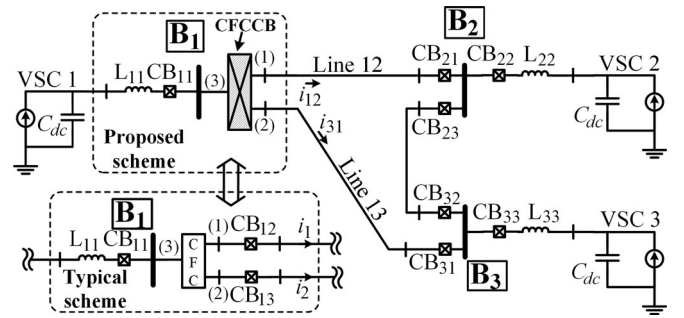 CFCCB
B1
B2
VSC 1
L11
CB11
(3)
(1)
Line 12
i12
CB21
CB22
L22
VSC 2
Cdc
Proposed
scheme
(2)
i31
Line 13
CB23
Cdc
B1
L11
CB11
(3)
C
F
C
(1)
CB12
i1
CB32
CB33
L33
VSC 3
Typical
scheme
(2)
CB13
i2
CB31
B3
Cdc